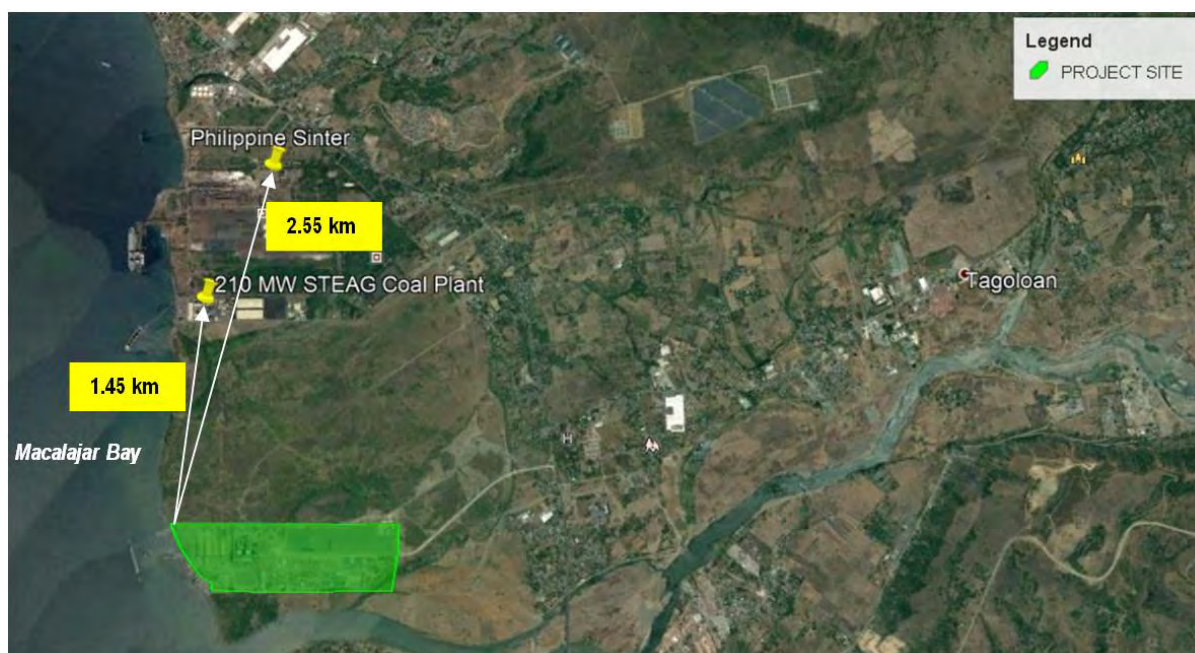 Legend
PROJECT SITE
Philippine Sinter
2.55 km
210 MW STEAG Coal Plant
Tagoloan
1.45 km
Macalajar Bay
H